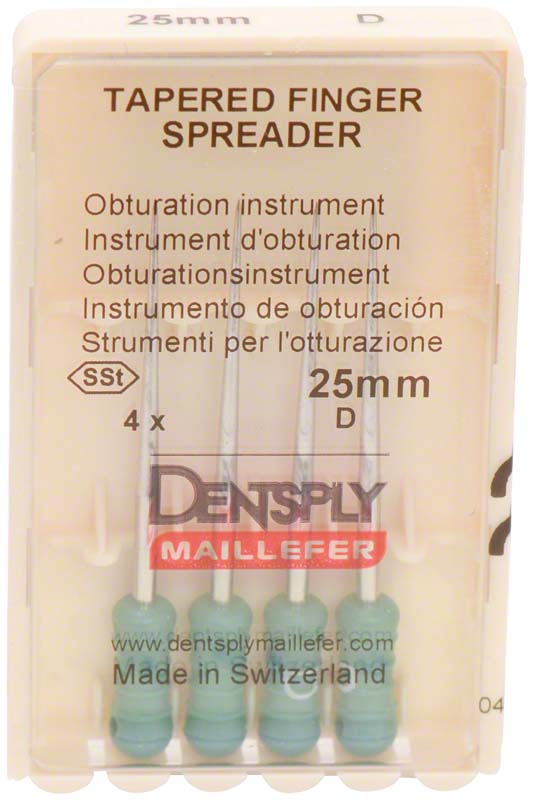 25mm D
TAPERED FINGER
SPREADER
Obturation instrument
Instrument d'obturation
Obturationsinstrument
Instrumento de obturación
Strumenti per l'otturazione
SSt
25mm
4 x
D
DENTSPLY
MAILLEFER
www.dentsplymaillefer.com
Made in Switzerland
04